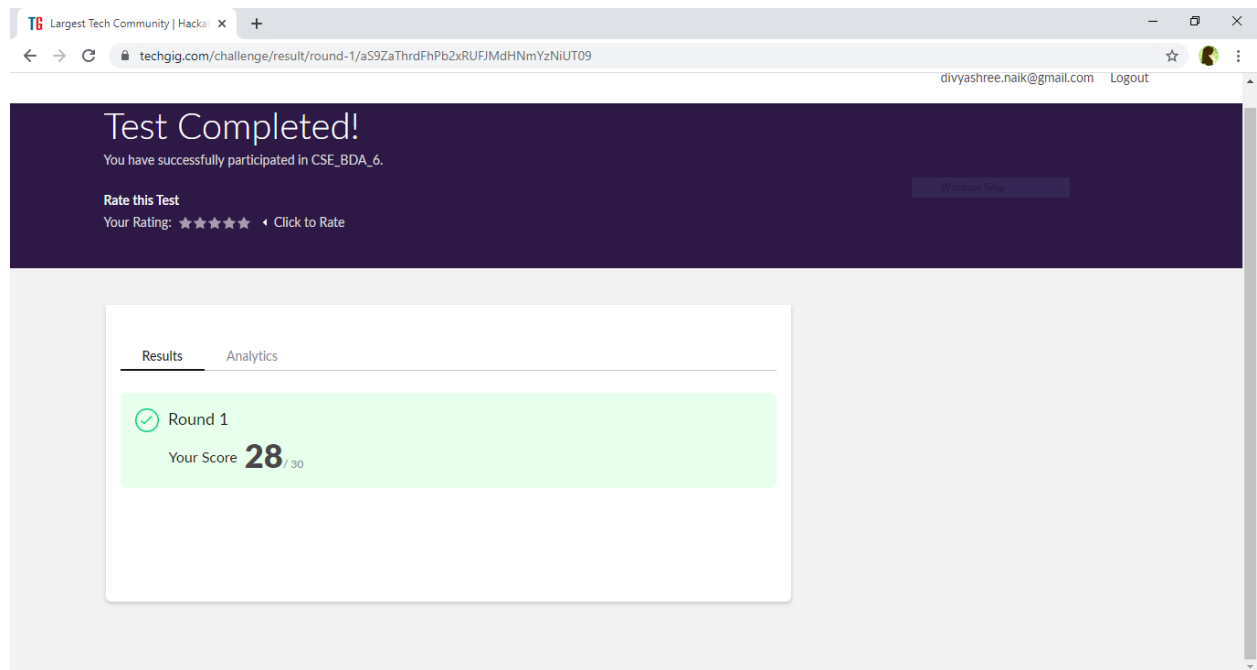 TG Largest Tech Community | Hacka
techgig.com/challenge/result/round-1/aS9ZaThrdFhPb2xRUFJMdHNmYzNiUT09
divyashree.naik@gmail.com Logout
Test Completed!
You have successfully participated in CSE_BDA_6.
Window Snip
Rate this Test
Your Rating: Click to Rate
Results Analytics
Round 1
Your Score 28/ 30